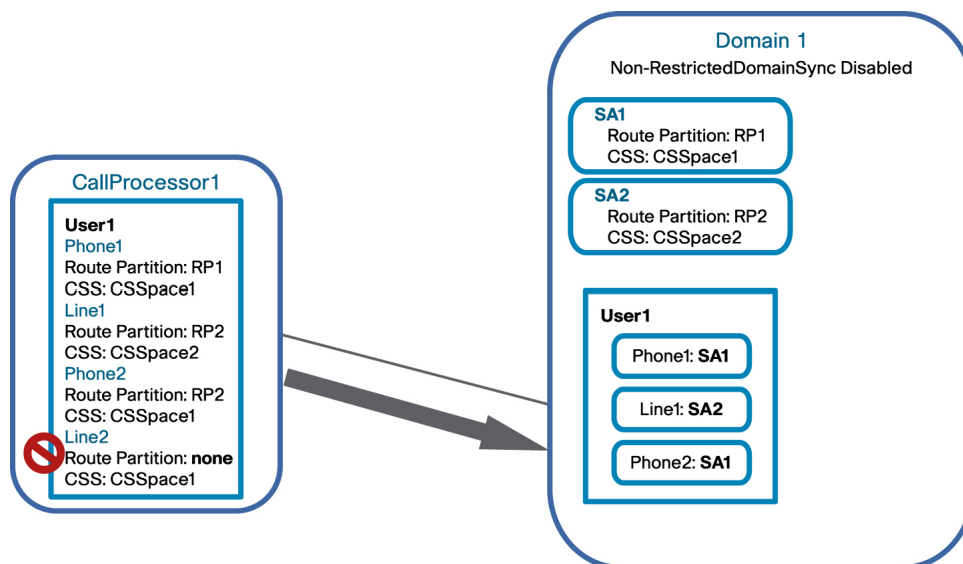 CallProcessor1
User1
Phone1
Route Partition: RP1
CSS: CSSpace1
Line1
Route Partition: RP2
CSS: CSSpace2
Phone2
Route Partition: RP2
CSS: CSSpace1
Line2
Route Partition: none
CSS: CSSpace1
Domain 1
Non-RestrictedDomainSync Disabled
SA1
Route Partition: RP1
CSS: CSSpace1
SA2
Route Partition: RP2
CSS: CSSpace2
User1
Phone1: SA1
Line1: SA2
Phone2: SA1